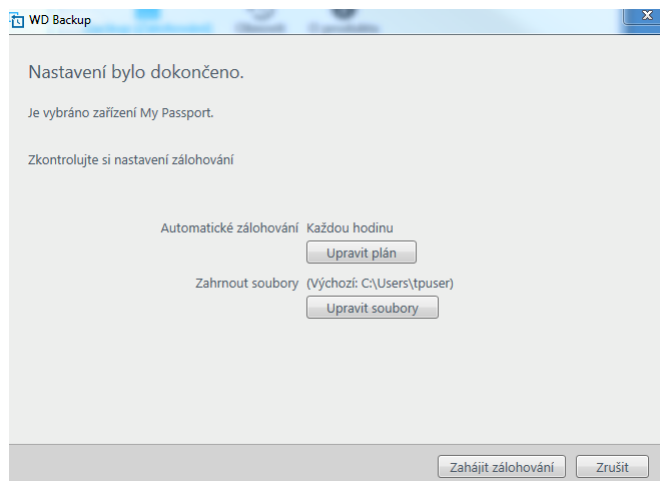 WD Backup
Nastavení bylo dokončeno.
Je vybráno zařízení My Passport.
Zkontrolujte si nastavení zálohování
Automatické zálohování Každou hodinu
Upravit plán
Zahrnout soubory (Výchozí: C:\Users\tpuser)
Upravit soubory
Zahájit zálohování Zrušit